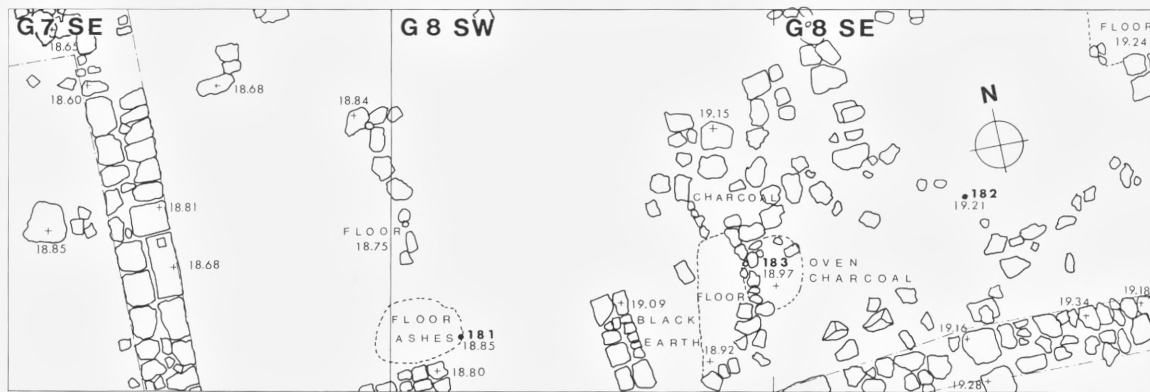 G7 SE
18.65
18.60
18.68
18.84
18.81
18.85
18.68
FLOOR
18.75
G8 SW
FLOOR
ASHES
181
18.85
18.80
19.15
CHARCOAL
19.09
BLACK
EARTH
FLOOR
18.92
G8 SE
183
18.97
OVEN
CHARCOAL
FLOOR
19.24
N
182
19.21
19.16
19.34
19.18
19.28